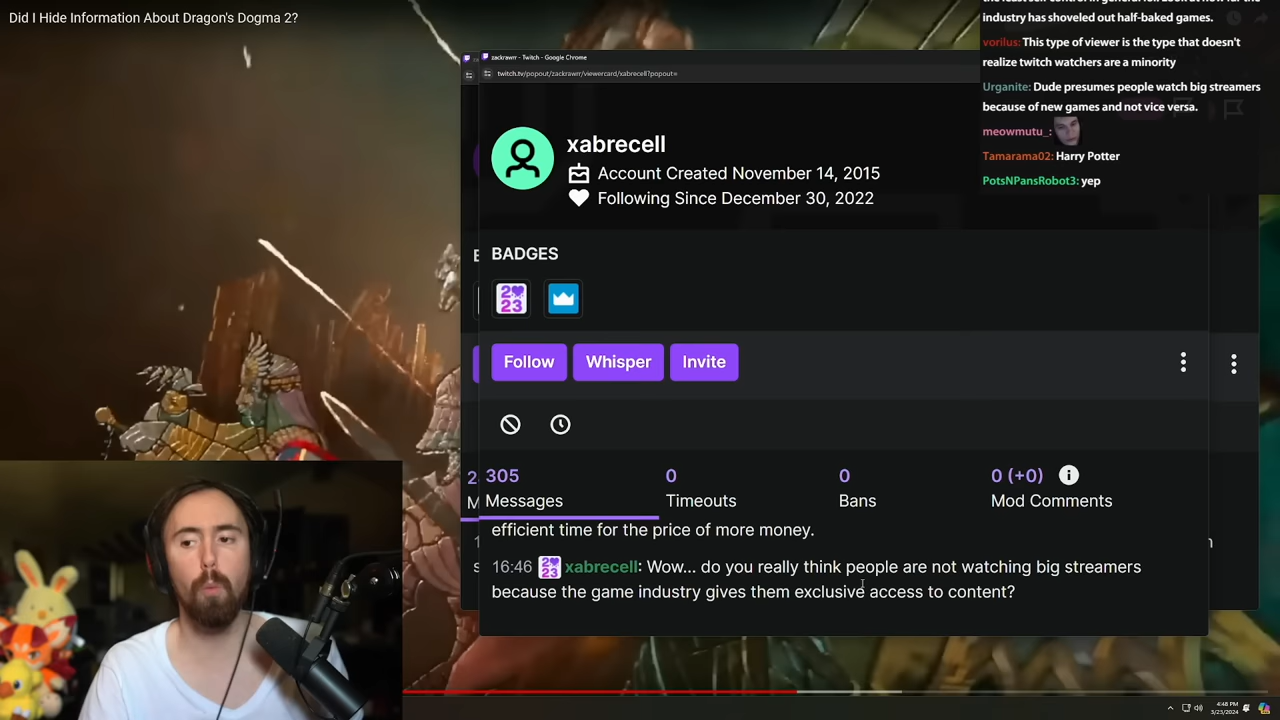 Did I Hide Information About Dragon's Dogma 2?
industry has shoveled out half-baked games.
vorilus: This type of viewer is the type that doesn't
realize twitch watchers are a minority
Urganite: Dude presumes people watch big streamers
because of new games and not vice versa.
meowmutu_:
Tamarama02: Harry Potter
PotsNPansRobot3: yep
zackrawrr - Twitch - Google Chrome
twitch.tv/popout/zackrawrr/viewercard/xabrecell?popout=
xabrecell
Account Created November 14, 2015
Following Since December 30, 2022
BADGES
Follow
Whisper
Invite
305
0
0
0 (+0)
Messages
Timeouts
Bans
Mod Comments
efficient time for the price of more money.
16:46 xabrecell: Wow... do you really think people are not watching big streamers
because the game industry gives them exclusive access to content?
4:48 PM
3/23/2024